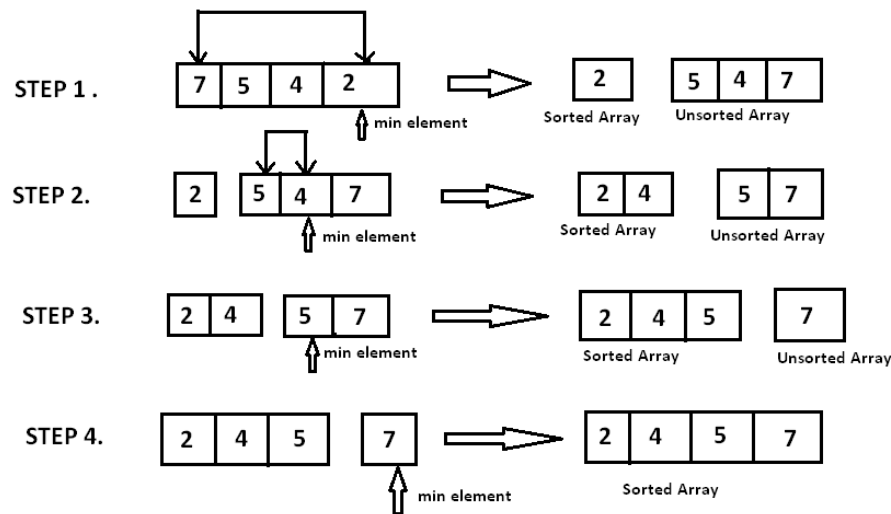 STEP 1 .
7 5 4 2
2
5 4 7
min element
Sorted Array
Unsorted Array
STEP 2.
2
5 4 7
2 4
5 7
min element
Sorted Array
Unsorted Array
STEP 3.
2 4
5 7
2 4 5
7
min element
Sorted Array
Unsorted Array
STEP 4.
2 4 5
7
2 4 5 7
min element
Sorted Array